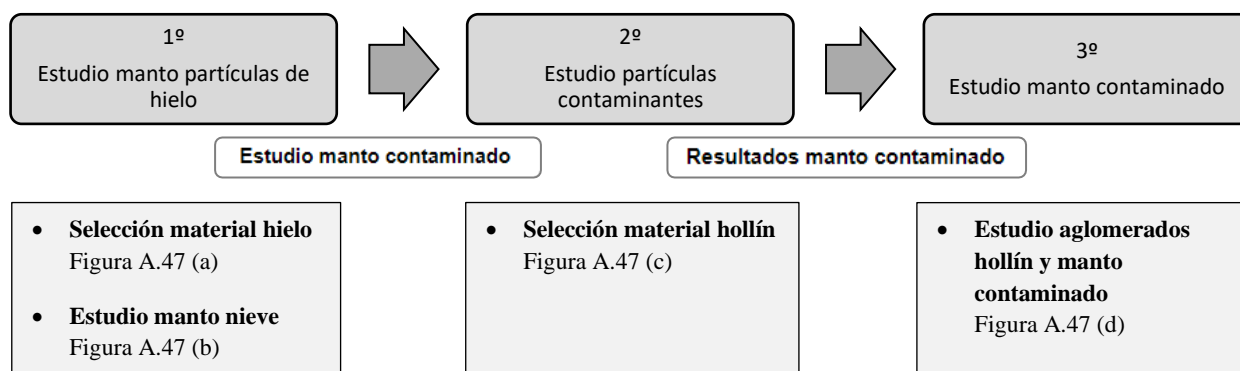 1º
Estudio manto partículas de
hielo
2º
Estudio partículas
contaminantes
3º
Estudio manto contaminado
Estudio manto contaminado
Resultados manto contaminado
• Selección material hielo
Figura A.47 (a)
• Estudio manto nieve
Figura A.47 (b)
• Selección material hollín
Figura A.47 (c)
• Estudio aglomerados
hollín y manto
contaminado
Figura A.47 (d)